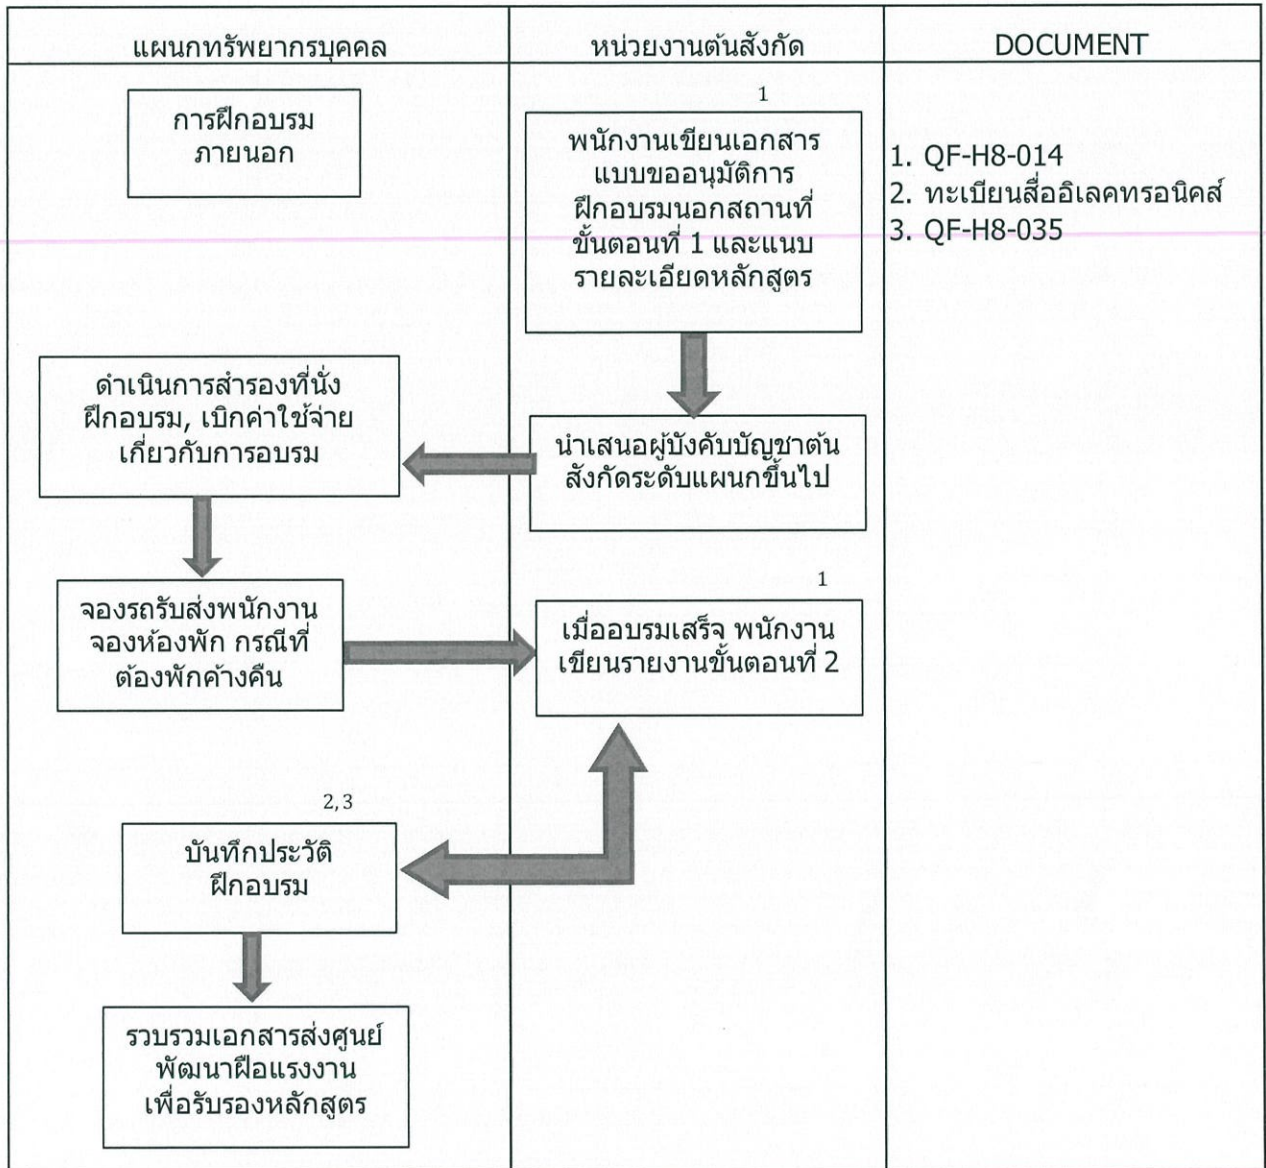 แผนกทรัพยากรบุคคล
หน่วยงานต้นสังกัด
DOCUMENT
การฝึกอบรม
ภายนอก
1
พนักงานเขียนเอกสาร
แบบขออนุมัติการ
ฝึกอบรมนอกสถานที่
ขั้นตอนที่ 1 และแนบ
รายละเอียดหลักสูตร
1. QF-H8-014
2. ทะเบียนสื่ออิเลคทรอนิคส์
3. QF-H8-035
นำเสนอผู้บังคับบัญชาต้น
สังกัดระดับแผนกขึ้นไป
ดำเนินการสำรองที่นั่ง
ฝึกอบรม, เบิกค่าใช้จ่าย
เกี่ยวกับการอบรม
จองรถรับส่งพนักงาน
จองห้องพัก กรณีที่
ต้องพักค้างคืน
1
เมื่ออบรมเสร็จ พนักงาน
เขียนรายงานขั้นตอนที่ 2
2,3
บันทึกประวัติ
ฝึกอบรม
รวบรวมเอกสารส่งศูนย์
พัฒนาฝีอแรงงาน
เพื่อรับรองหลักสูตร